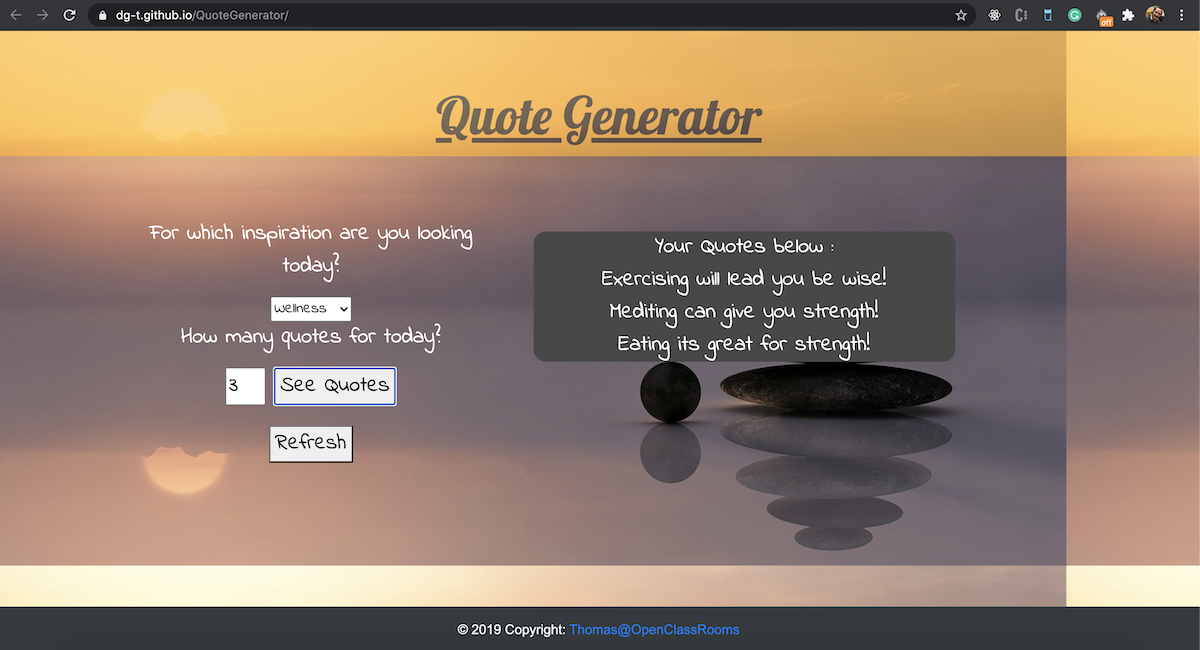 dg-t.github.io/QuoteGenerator/
off
Quote Generator
For which inspiration are you looking
today?
wellness
How many quotes for today?
3 See Quotes
Refresh
Your Quotes below :
Exercising will lead you be wise!
Mediting can give you strength!
Eating its great for strength!
© 2019 Copyright: Thomas@OpenClassRooms